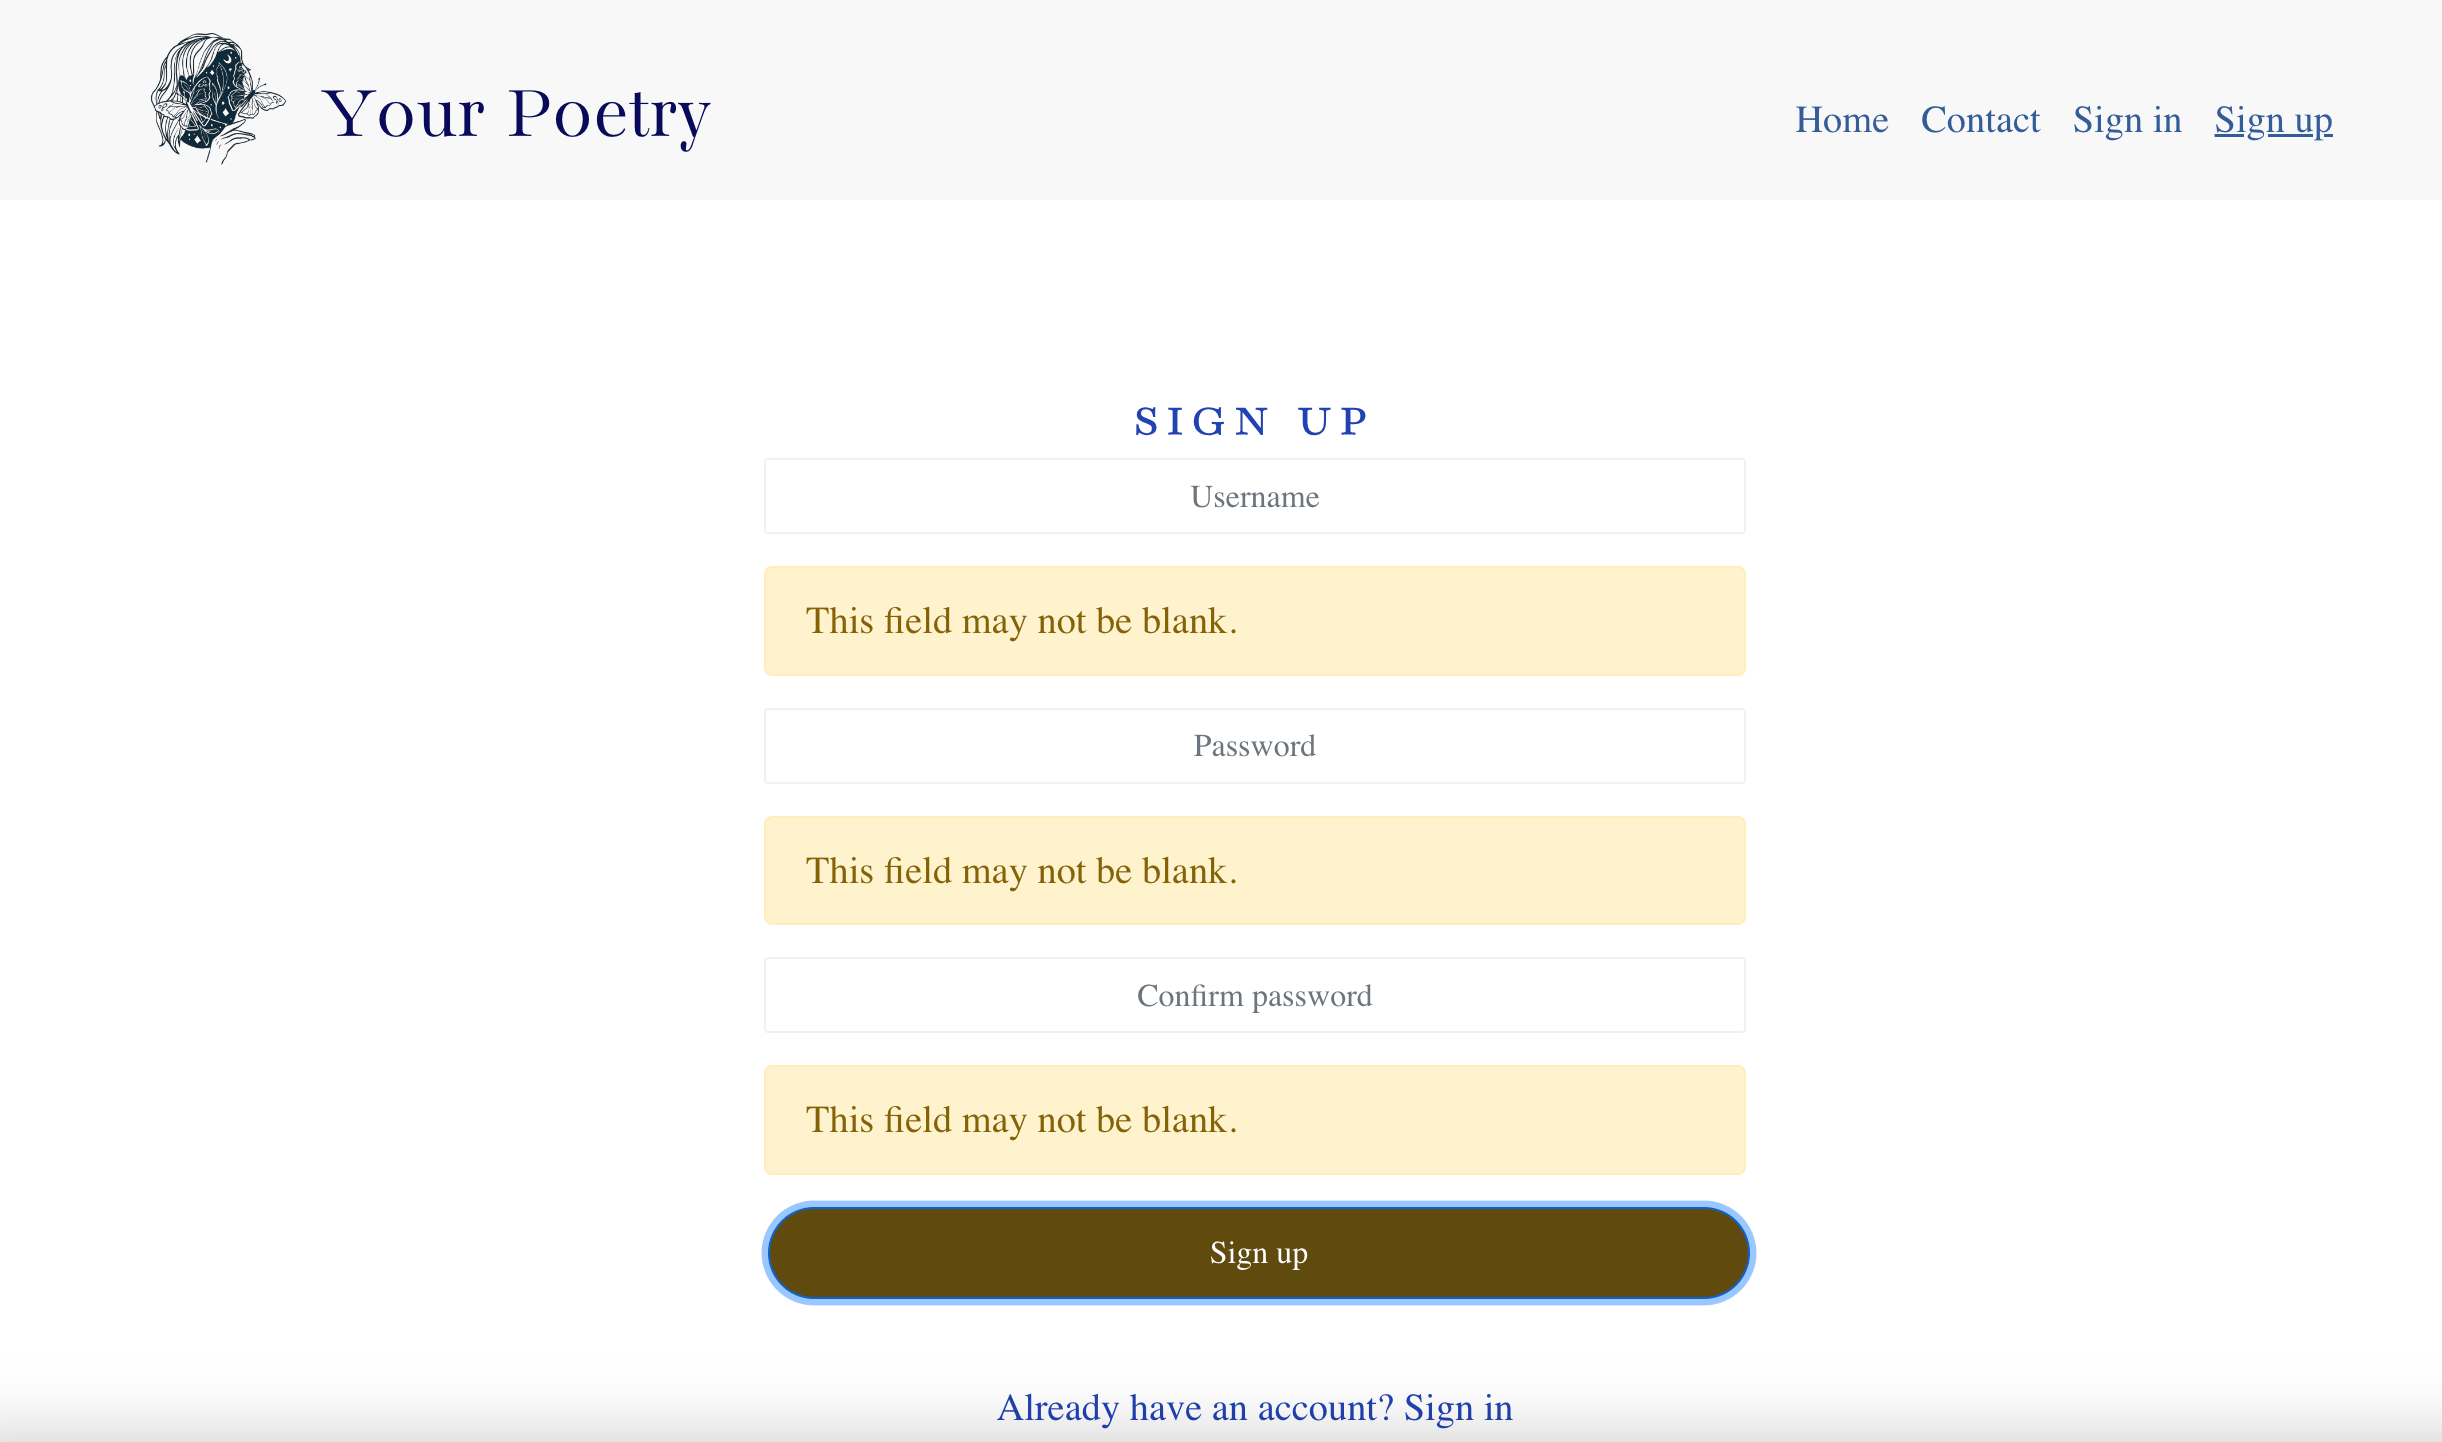 Your Poetry
Home Contact Sign in Sign up
SIGN UP
Username
This field may not be blank.
Password
This field may not be blank.
Confirm password
This field may not be blank.
Sign up
Already have an account? Sign in